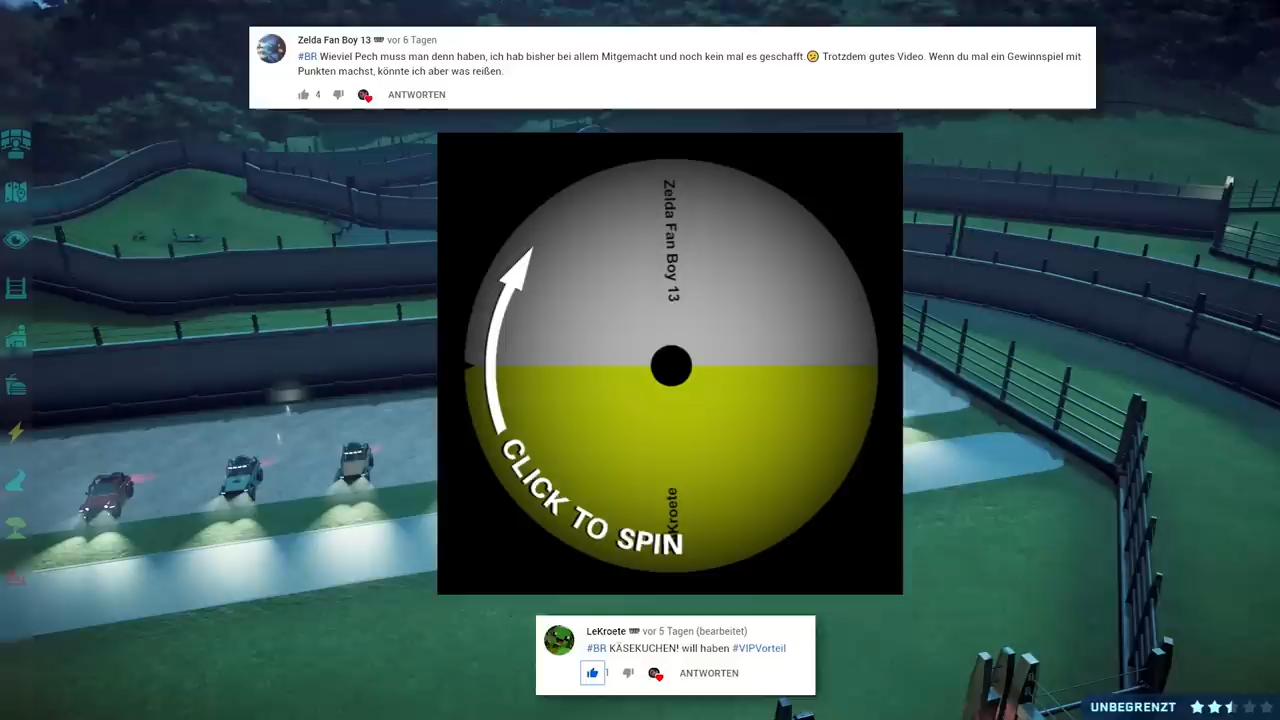 Zelda Fan Boy 13 vor 6 Tagen
#BR Wieviel Pech muss man denn haben, ich hab bisher bei allem Mitgemacht und noch kein mal es geschafft. Trotzdem gutes Video. Wenn du mal ein Gewinnspiel mit
Punkten machst, könnte ich aber was reißen.
4 ANTWORTEN
Zelda Fan Boy 13
CLICK TO SPIN
LeKroete vor 5 Tagen (bearbeitet)
#BR KÄSEKUCHEN! will haben #VIPVorteil
1 ANTWORTEN
UNBEGRENZT